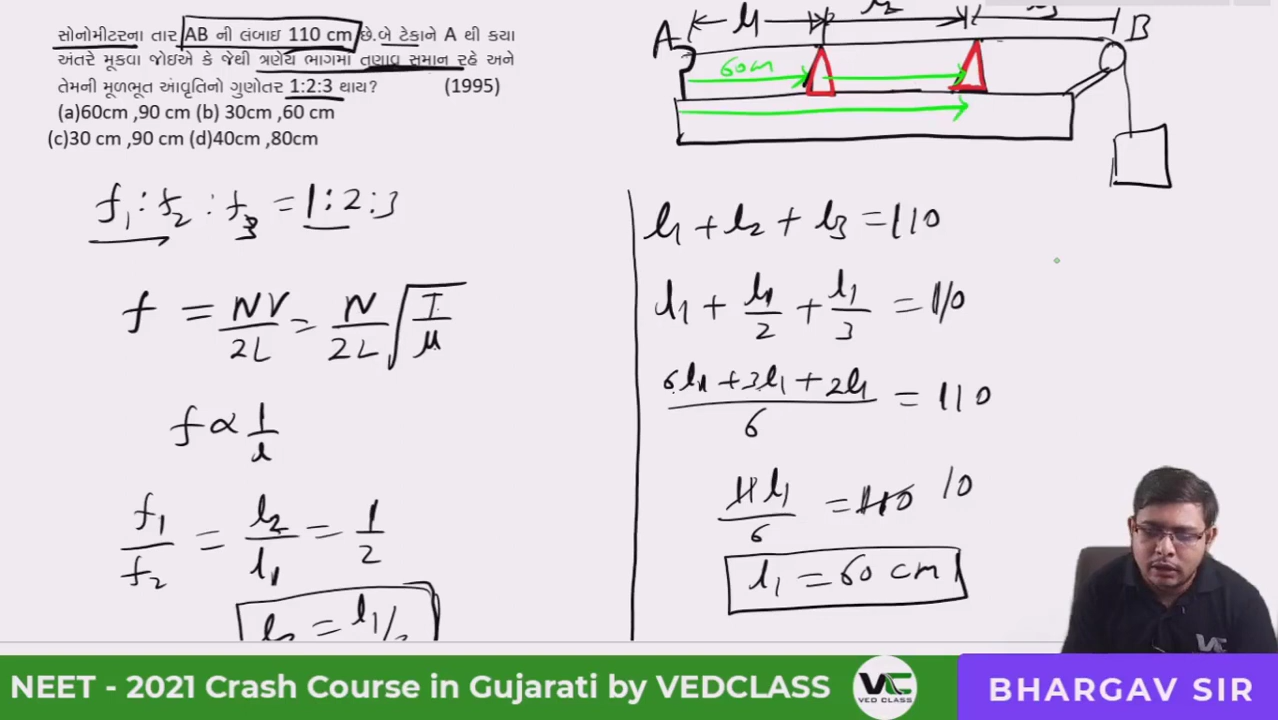 સોનોમીટરના તાર AB ની લંબાઇ 110 cm છે.બે ટેકાને A થી કયા
અંતરે મૂકવા જોઇએ કે જેથી ત્રણેય ભાગમાં તણાવ સમાન રહે અને
તેમની મૂળભૂત આંવૃતિનો ગુણોતર 1:2:3 થાય? (1995)
(a)60cm ,90 cm (b) 30cm ,60 cm
(c)30 cm ,90 cm (d)40cm ,80cm
A l₁ B
60cm
f₁ : f₂ : f₃ = 1:2:3
f = NV/2L = N/2L √(T/μ)
f ∝ 1/l
f₁/f₂ = l₂/l₁ = 1/2
l₁ + l₂ + l₃ = 110
l₁ + l₁/2 + l₁/3 = 110
(6l₁ + 3l₁ + 2l₁)/6 = 110
11l₁/6 = 110 10
l₁ = 60 cm
VC
NEET - 2021 Crash Course in Gujarati by VEDCLASS
VC
VED CLASS
BHARGAV SIR